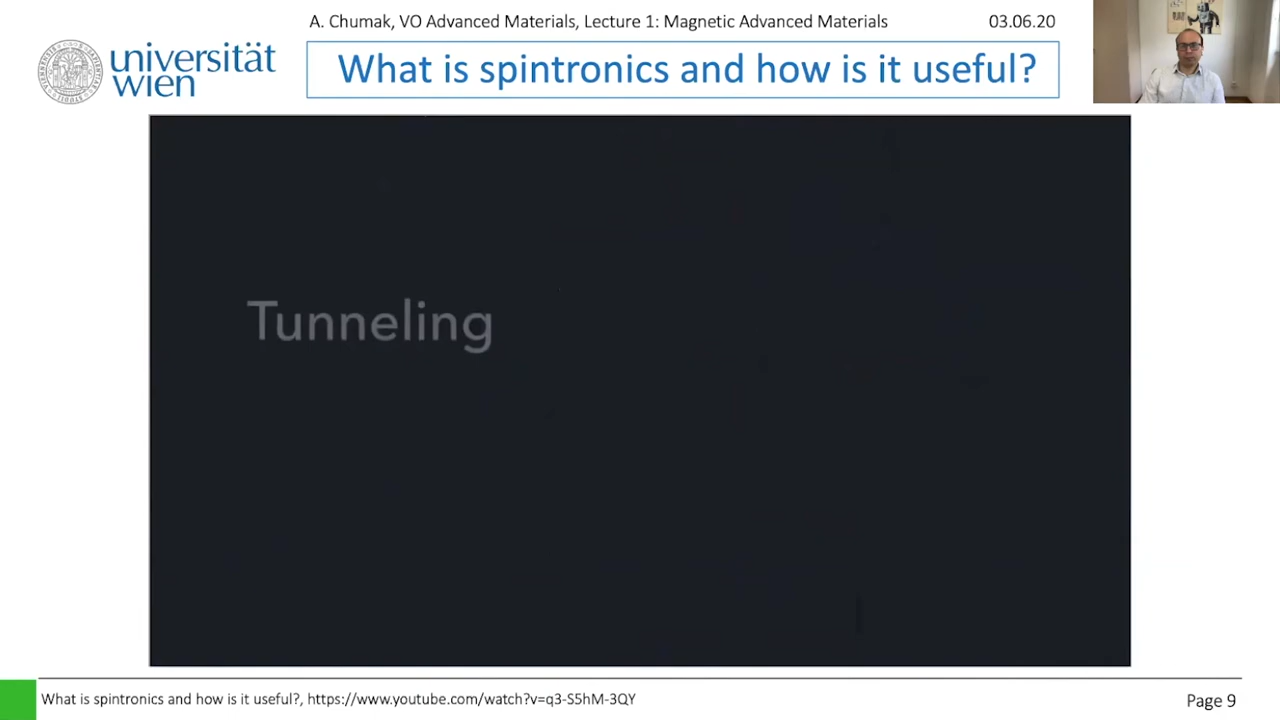 A. Chumak, VO Advanced Materials, Lecture 1: Magnetic Advanced Materials 03.06.20
universität
wien
What is spintronics and how is it useful?
Tunneling
What is spintronics and how is it useful?, https://www.youtube.com/watch?v=q3-S5hM-3QY
Page 9